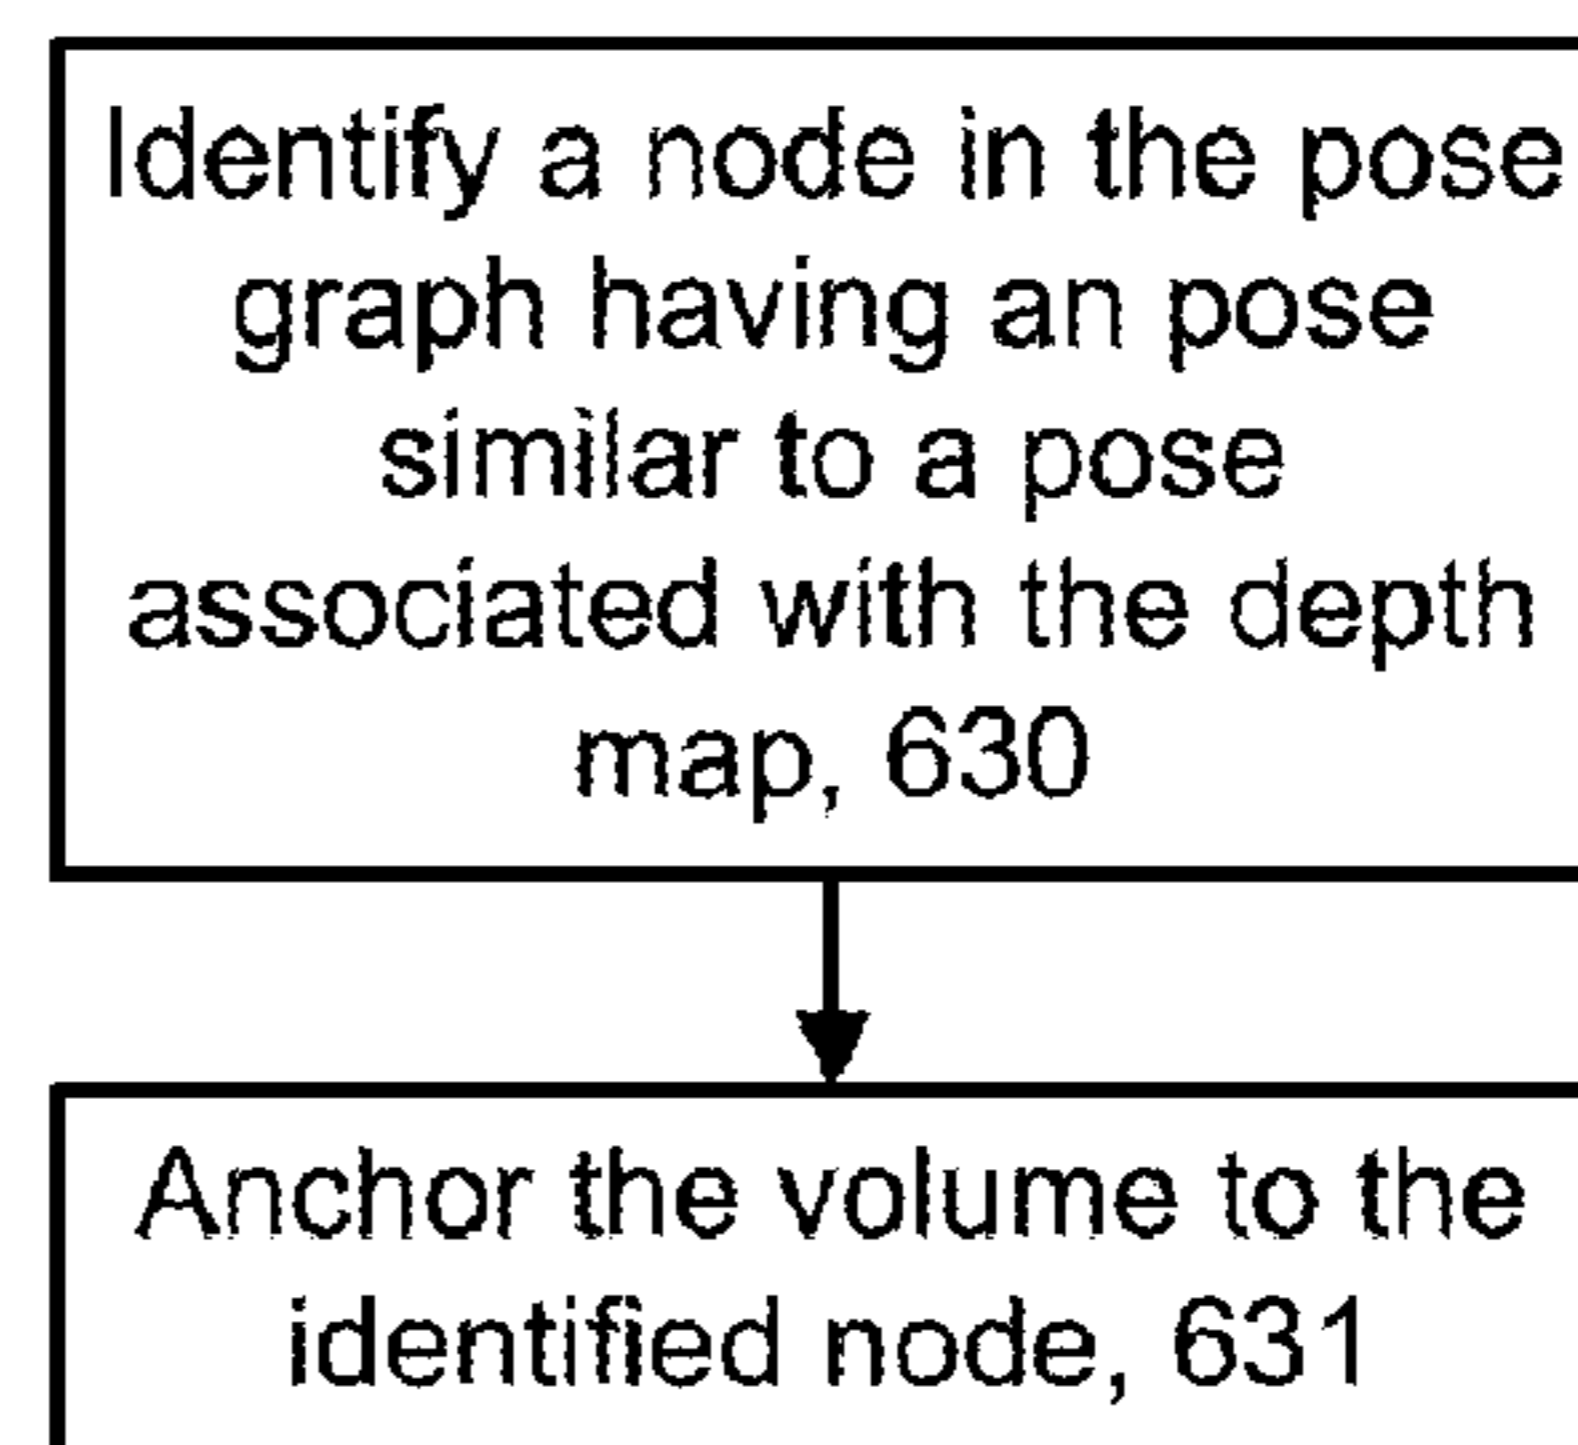 Identify a node in the pose
graph having an pose
similar to a pose
associated with the depth
map, 630
Anchor the volume to the
identified node, 631